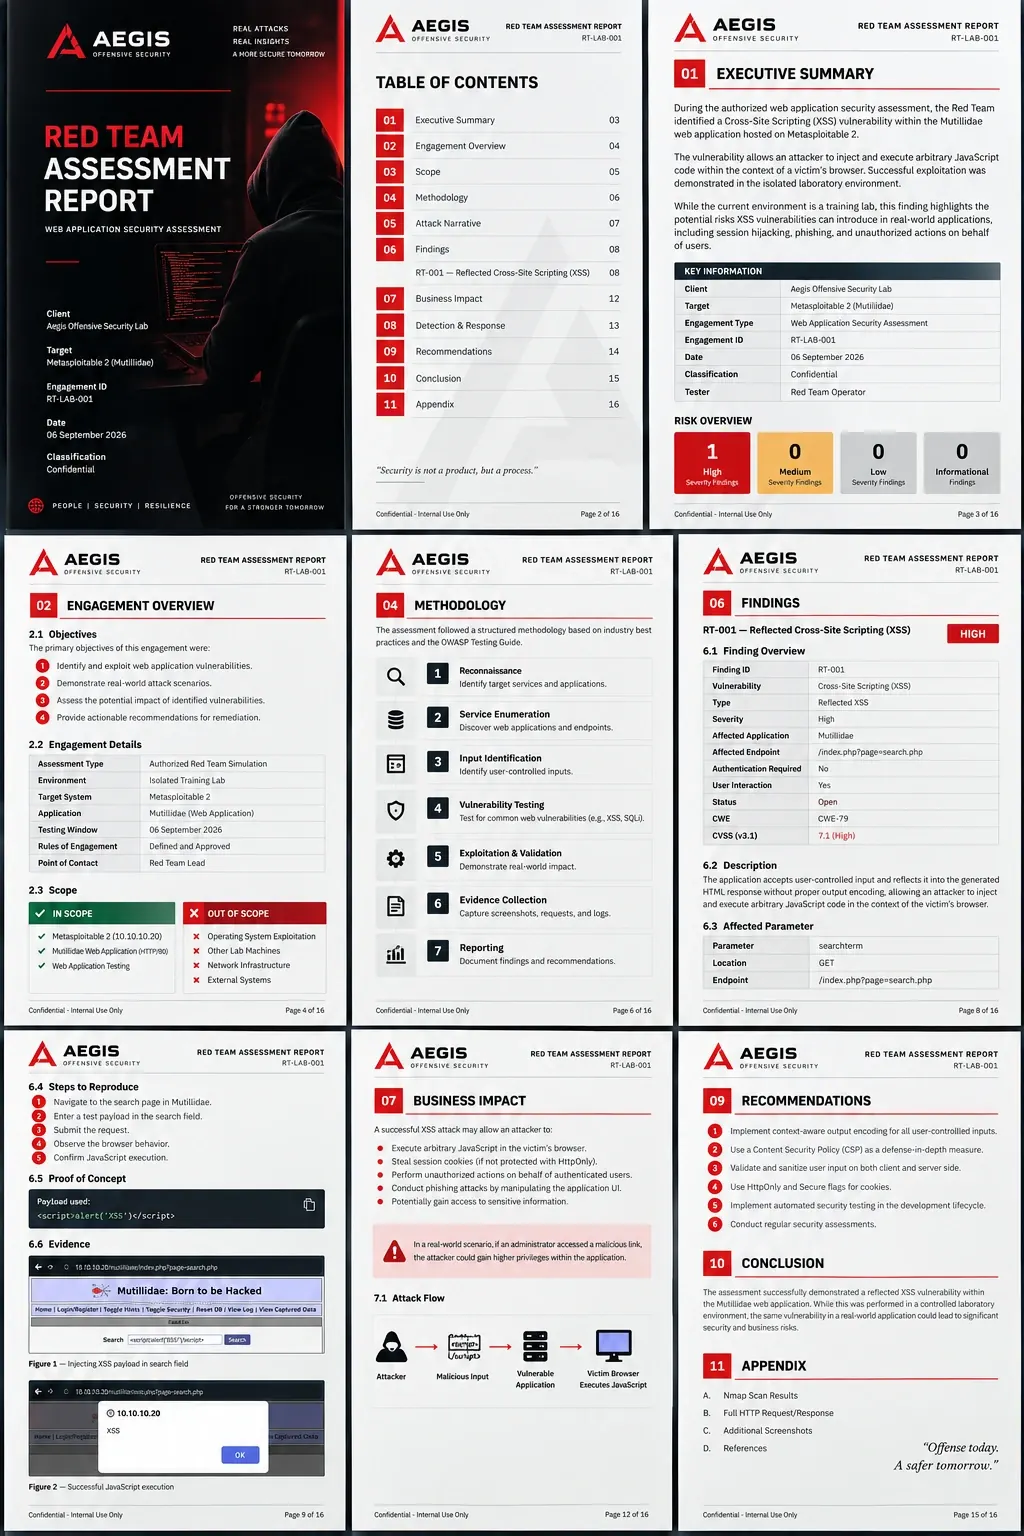 AEGIS
OFFENSIVE SECURITY
REAL ATTACKS
REAL INSIGHTS
A MORE SECURE TOMORROW
RED TEAM
ASSESSMENT
REPORT
WEB APPLICATION SECURITY ASSESSMENT
Client
Aegis Offensive Security Lab
Target
Metasploitable 2 (Mutillidae)
Engagement ID
RT-LAB-001
Date
06 September 2026
Classification
Confidential
PEOPLE | SECURITY | RESILIENCE
OFFENSIVE SECURITY
FOR A STRONGER TOMORROW
AEGIS
OFFENSIVE SECURITY
RED TEAM ASSESSMENT REPORT
RT-LAB-001
TABLE OF CONTENTS
01 Executive Summary 03
02 Engagement Overview 04
03 Scope 05
04 Methodology 06
05 Attack Narrative 07
06 Findings 08
RT-001 — Reflected Cross-Site Scripting (XSS) 08
07 Business Impact 12
08 Detection & Response 13
09 Recommendations 14
10 Conclusion 15
11 Appendix 16
"Security is not a product, but a process."
Confidential - Internal Use Only Page 2 of 16
AEGIS
OFFENSIVE SECURITY
RED TEAM ASSESSMENT REPORT
RT-LAB-001
01 EXECUTIVE SUMMARY
During the authorized web application security assessment, the Red Team
identified a Cross-Site Scripting (XSS) vulnerability within the Mutillidae
web application hosted on Metasploitable 2.
The vulnerability allows an attacker to inject and execute arbitrary JavaScript
code within the context of a victim's browser. Successful exploitation was
demonstrated in the isolated laboratory environment.
While the current environment is a training lab, this finding highlights the
potential risks XSS vulnerabilities can introduce in real-world applications,
including session hijacking, phishing, and unauthorized actions on behalf
of users.
KEY INFORMATION
Client Aegis Offensive Security Lab
Target Metasploitable 2 (Mutillidae)
Engagement Type Web Application Security Assessment
Engagement ID RT-LAB-001
Date 06 September 2026
Classification Confidential
Tester Red Team Operator
RISK OVERVIEW
1 High Severity Findings
0 Medium Severity Findings
0 Low Severity Findings
0 Informational Findings
Confidential - Internal Use Only Page 3 of 16
AEGIS
OFFENSIVE SECURITY
RED TEAM ASSESSMENT REPORT
RT-LAB-001
02 ENGAGEMENT OVERVIEW
2.1 Objectives
The primary objectives of this engagement were:
1 Identify and exploit web application vulnerabilities.
2 Demonstrate real-world attack scenarios.
3 Assess the potential impact of identified vulnerabilities.
4 Provide actionable recommendations for remediation.
2.2 Engagement Details
Assessment Type Authorized Red Team Simulation
Environment Isolated Training Lab
Target System Metasploitable 2
Application Mutillidae (Web Application)
Testing Window 06 September 2026
Rules of Engagement Defined and Approved
Point of Contact Red Team Lead
2.3 Scope
IN SCOPE
Metasploitable 2 (10.10.10.20)
Mutillidae Web Application (HTTP/80)
Web Application Testing
OUT OF SCOPE
Operating System Exploitation
Other Lab Machines
Network Infrastructure
External Systems
Confidential - Internal Use Only Page 4 of 16
AEGIS
OFFENSIVE SECURITY
RED TEAM ASSESSMENT REPORT
RT-LAB-001
04 METHODOLOGY
The assessment followed a structured methodology based on industry best
practices and the OWASP Testing Guide.
1 Reconnaissance
Identify target services and applications.
2 Service Enumeration
Discover web applications and endpoints.
3 Input Identification
Identify user-controlled inputs.
4 Vulnerability Testing
Test for common web vulnerabilities (e.g., XSS, SQLi).
5 Exploitation & Validation
Demonstrate real-world impact.
6 Evidence Collection
Capture screenshots, requests, and logs.
7 Reporting
Document findings and recommendations.
Confidential - Internal Use Only Page 6 of 16
AEGIS
OFFENSIVE SECURITY
RED TEAM ASSESSMENT REPORT
RT-LAB-001
06 FINDINGS
RT-001 — Reflected Cross-Site Scripting (XSS) HIGH
6.1 Finding Overview
Finding ID RT-001
Vulnerability Cross-Site Scripting (XSS)
Type Reflected XSS
Severity High
Affected Application Mutillidae
Affected Endpoint /index.php?page=search.php
Authentication Required No
User Interaction Yes
Status Open
CWE CWE-79
CVSS (v3.1) 7.1 (High)
6.2 Description
The application accepts user-controlled input and reflects it into the generated
HTML response without proper output encoding, allowing an attacker to inject
and execute arbitrary JavaScript code in the context of the victim's browser.
6.3 Affected Parameter
Parameter searchterm
Location GET
Endpoint /index.php?page=search.php
Confidential - Internal Use Only Page 8 of 16
AEGIS
OFFENSIVE SECURITY
RED TEAM ASSESSMENT REPORT
RT-LAB-001
6.4 Steps to Reproduce
1 Navigate to the search page in Mutillidae.
2 Enter a test payload in the search field.
3 Submit the request.
4 Observe the browser behavior.
5 Confirm JavaScript execution.
6.5 Proof of Concept
Payload used:
<script>alert('XSS')</script>
6.6 Evidence
Mutillidae: Born to be Hacked
Home | Login/Register | Toggle Hints | Toggle Security | Reset DB | View Log | View Captured Data
Search Search
Figure 1 — Injecting XSS payload in search field
10.10.10.20
XSS
OK
Figure 2 — Successful JavaScript execution
Confidential - Internal Use Only Page 9 of 16
AEGIS
OFFENSIVE SECURITY
RED TEAM ASSESSMENT REPORT
RT-LAB-001
07 BUSINESS IMPACT
A successful XSS attack may allow an attacker to:
Execute arbitrary JavaScript in the victim's browser.
Steal session cookies (if not protected with HttpOnly).
Perform unauthorized actions on behalf of authenticated users.
Conduct phishing attacks by manipulating the application UI.
Potentially gain access to sensitive information.
In a real-world scenario, if an administrator accessed a malicious link,
the attacker could gain higher privileges within the application.
7.1 Attack Flow
Attacker
Malicious Input
Vulnerable Application
Victim Browser Executes JavaScript
Confidential - Internal Use Only Page 12 of 16
AEGIS
OFFENSIVE SECURITY
RED TEAM ASSESSMENT REPORT
RT-LAB-001
09 RECOMMENDATIONS
1 Implement context-aware output encoding for all user-controlled inputs.
2 Use a Content Security Policy (CSP) as a defense-in-depth measure.
3 Validate and sanitize user input on both client and server side.
4 Use HttpOnly and Secure flags for cookies.
5 Implement automated security testing in the development lifecycle.
6 Conduct regular security assessments.
10 CONCLUSION
The assessment successfully demonstrated a reflected XSS vulnerability within
the Mutillidae web application. While this was performed in a controlled laboratory
environment, the same vulnerability in a real-world application could lead to significant
security and business risks.
11 APPENDIX
A. Nmap Scan Results
B. Full HTTP Request/Response
C. Additional Screenshots
D. References
"Offense today.
A safer tomorrow."
Confidential - Internal Use Only Page 15 of 16